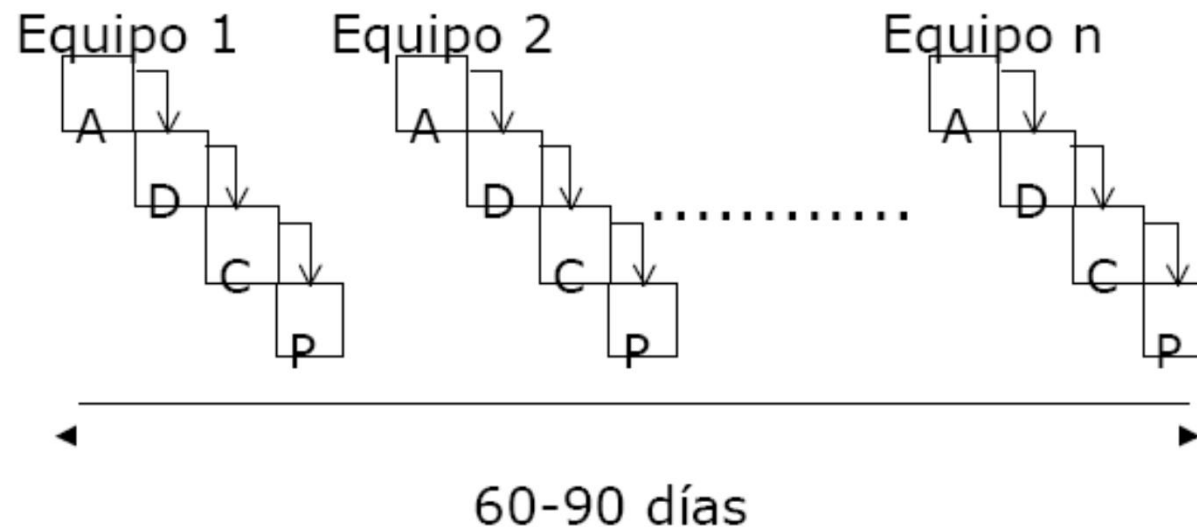 Equipo 1 Equipo 2 Equipo n
A A A
D D D
............
C C C
P P P
60-90 días